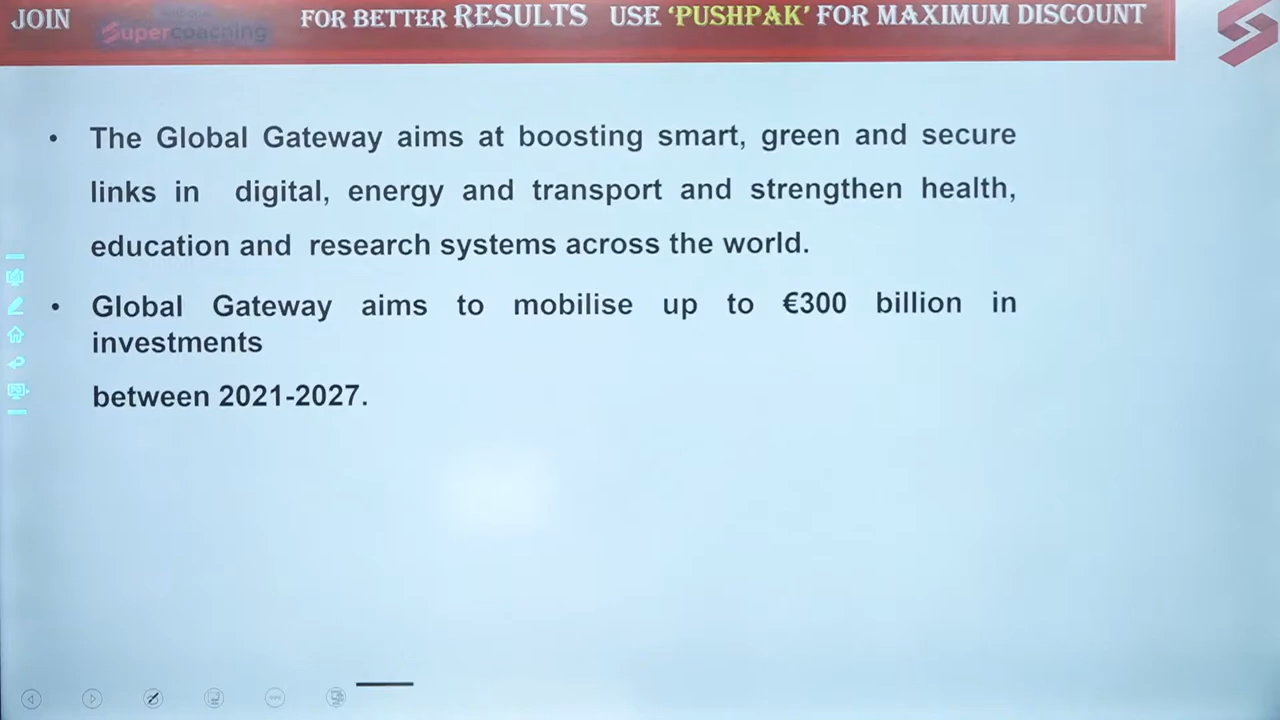 JOIN
Supercoaching
FOR BETTER RESULTS USE ‘PUSHPAK’ FOR MAXIMUM DISCOUNT
• The Global Gateway aims at boosting smart, green and secure
links in digital, energy and transport and strengthen health,
education and research systems across the world.
• Global Gateway aims to mobilise up to €300 billion in
investments
between 2021-2027.